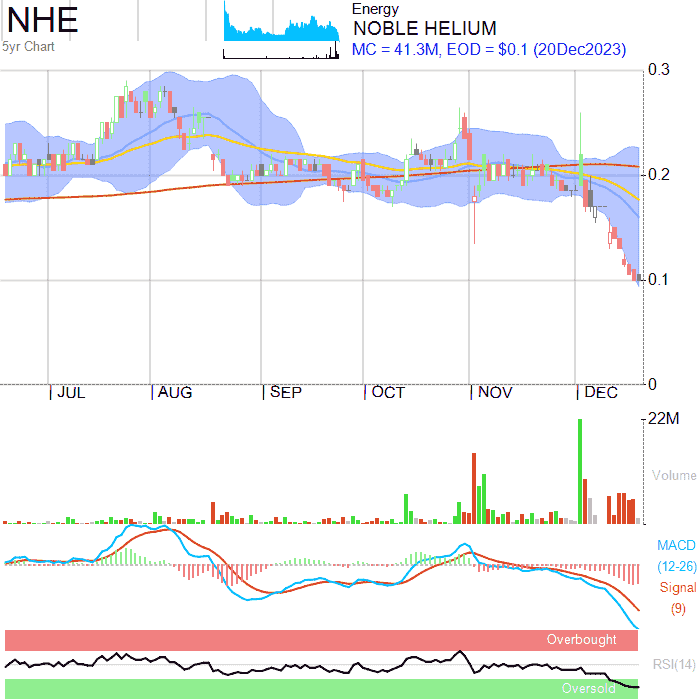 NHE
5yr Chart
Energy
NOBLE HELIUM
MC = 41.3M, EOD = $0.1 (20Dec2023)
0.3
0.2
0.1
0
JUL AUG SEP OCT NOV DEC
22M
Volume
MACD
(12-26)
Signal
(9)
Overbought
RSI(14)
Oversold